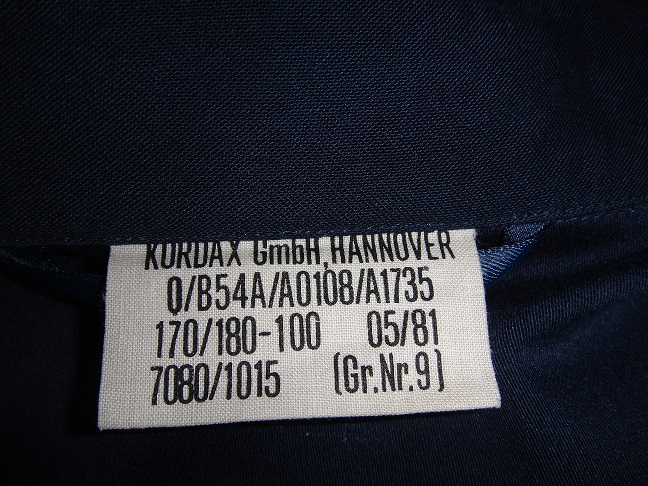 KORDAX GmbH, HANNOVER
Q/B54A/A0108/A1735
170/180-100 05/81
7080/1015 (Gr.Nr.9)